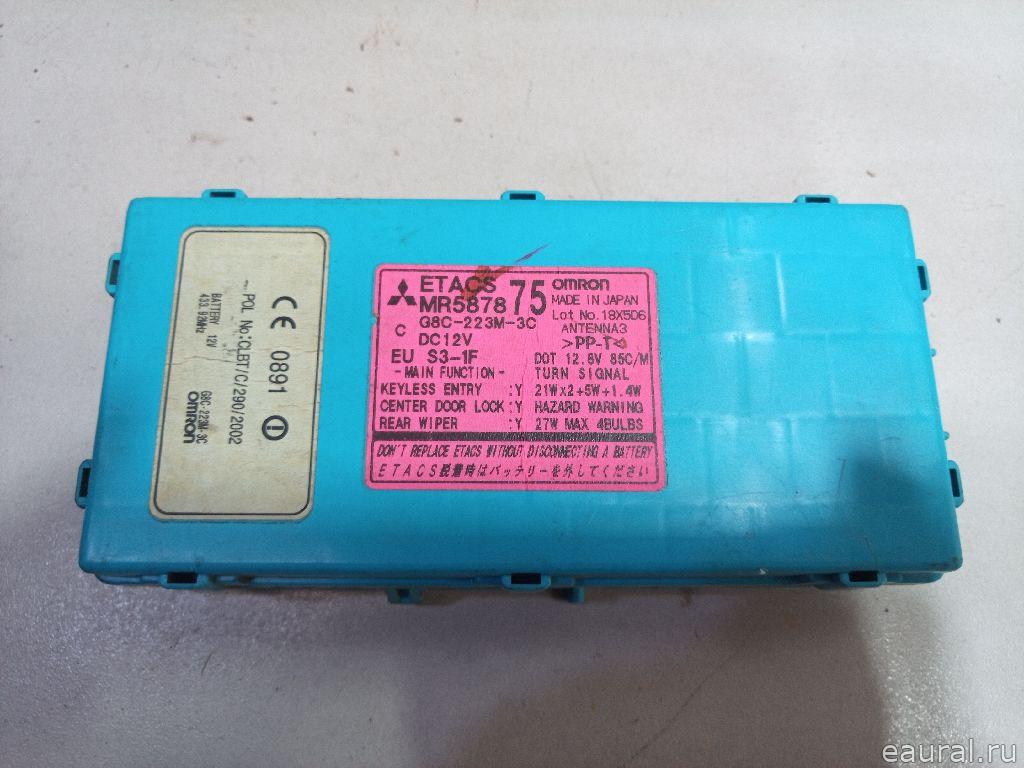 CE 0891
POL No:CLBT/C/290/2002
BATTERY 12V G8C-223M-3C
433.92MHz OMRON
ETACS 75 OMRON
MR5878 MADE IN JAPAN
C G8C-223M-3C Lot No.18X5D6
DC12V ANTENNA3
>PP-T<
EU S3-1F DOT 12.8V 85C/M
- MAIN FUNCTION - TURN SIGNAL
KEYLESS ENTRY :Y 21Wx2+5W+1.4W
CENTER DOOR LOCK :Y HAZARD WARNING
REAR WIPER :Y 27W MAX 4BULBS
DON'T REPLACE ETACS WITHOUT DISCONNECTING A BATTERY
ETACS脱着時はバッテリーを外してください
eaural.ru